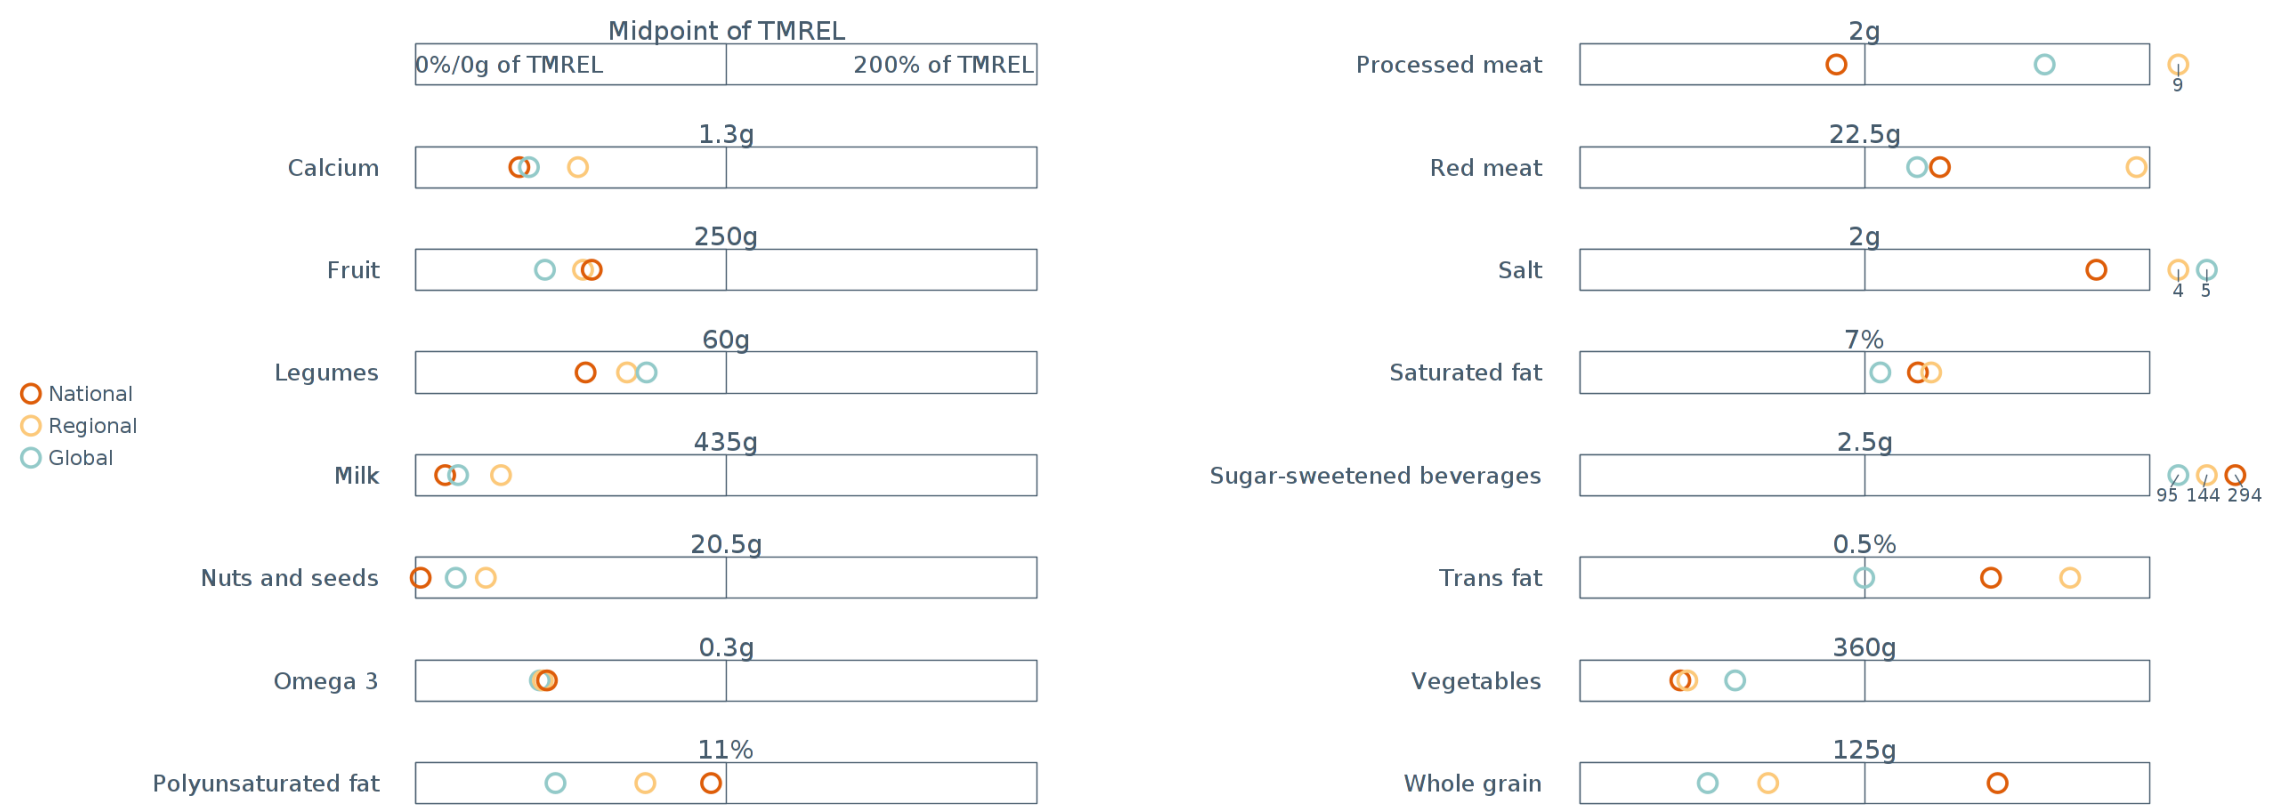 Midpoint of TMREL
0%/0g of TMREL 200% of TMREL
Calcium 1.3g
Fruit 250g
Legumes 60g
Milk 435g
Nuts and seeds 20.5g
Omega 3 0.3g
Polyunsaturated fat 11%
National
Regional
Global
Processed meat 2g
9
Red meat 22.5g
Salt 2g
4 5
Saturated fat 7%
Sugar-sweetened beverages 2.5g
95 144 294
Trans fat 0.5%
Vegetables 360g
Whole grain 125g